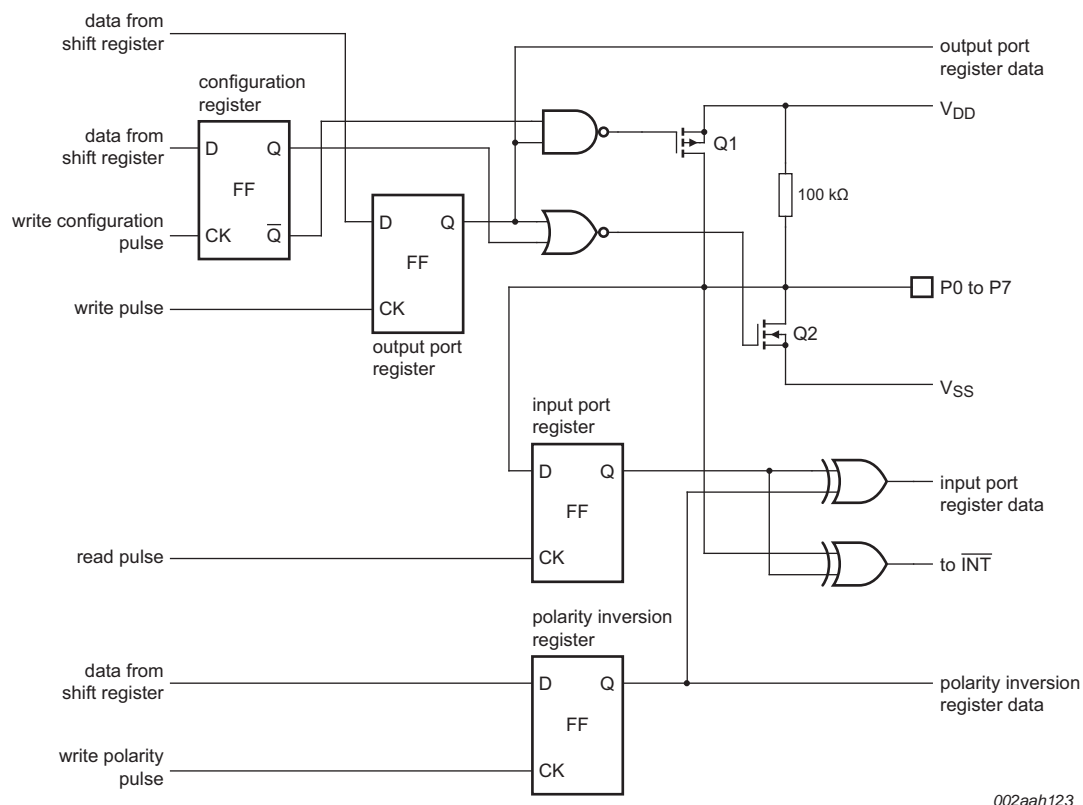 data from
shift register
output port
register data
configuration
register
V_DD
data from
shift register
D
Q
Q1
FF
100 kΩ
D
Q
write configuration
pulse
CK
Q̅
FF
P0 to P7
write pulse
CK
Q2
output port
register
V_SS
input port
register
D
Q
input port
register data
FF
read pulse
CK
to I̅N̅T̅
polarity inversion
register
data from
shift register
D
Q
polarity inversion
register data
FF
write polarity
pulse
CK
002aah123